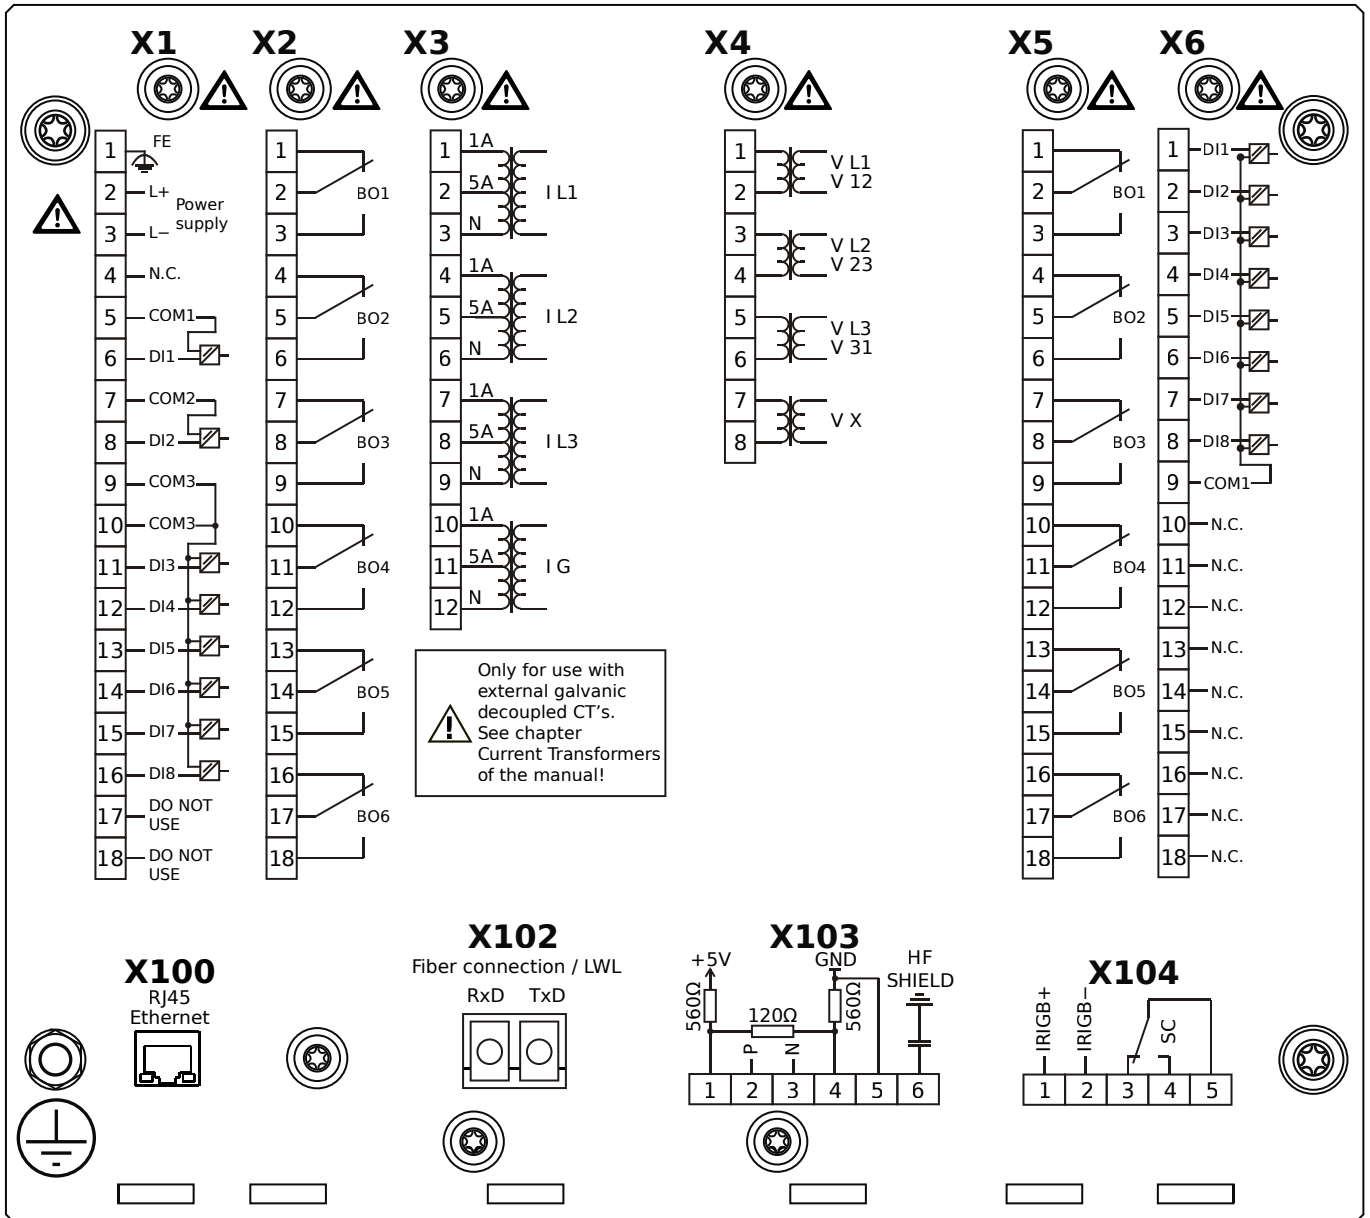 X1
X2
X3
X4
X5
X6
1 FE
2 L+
Power
supply
3 L−
4 N.C.
5 COM1
6 DI1
7 COM2
8 DI2
9 COM3
10 COM3
11 DI3
12 DI4
13 DI5
14 DI6
15 DI7
16 DI8
17 DO NOT
USE
18 DO NOT
USE
1
2 BO1
3
4
5 BO2
6
7
8 BO3
9
10
11 BO4
12
13
14 BO5
15
16
17 BO6
18
1 1A
2 5A I L1
3 N
4 1A
5 5A I L2
6 N
7 1A
8 5A I L3
9 N
10 1A
11 5A I G
12 N
Only for use with
external galvanic
decoupled CT's.
See chapter
Current Transformers
of the manual!
1 V L1
2 V 12
3 V L2
4 V 23
5 V L3
6 V 31
7 V X
8
1
2 BO1
3
4
5 BO2
6
7
8 BO3
9
10
11 BO4
12
13
14 BO5
15
16
17 BO6
18
1 DI1
2 DI2
3 DI3
4 DI4
5 DI5
6 DI6
7 DI7
8 DI8
9 COM1
10 N.C.
11 N.C.
12 N.C.
13 N.C.
14 N.C.
15 N.C.
16 N.C.
17 N.C.
18 N.C.
X100
RJ45
Ethernet
X102
Fiber connection / LWL
RxD TxD
X103
+5V GND HF
SHIELD
560Ω 120Ω 560Ω
P N
1 2 3 4 5 6
X104
IRIGB+ IRIGB− SC
1 2 3 4 5